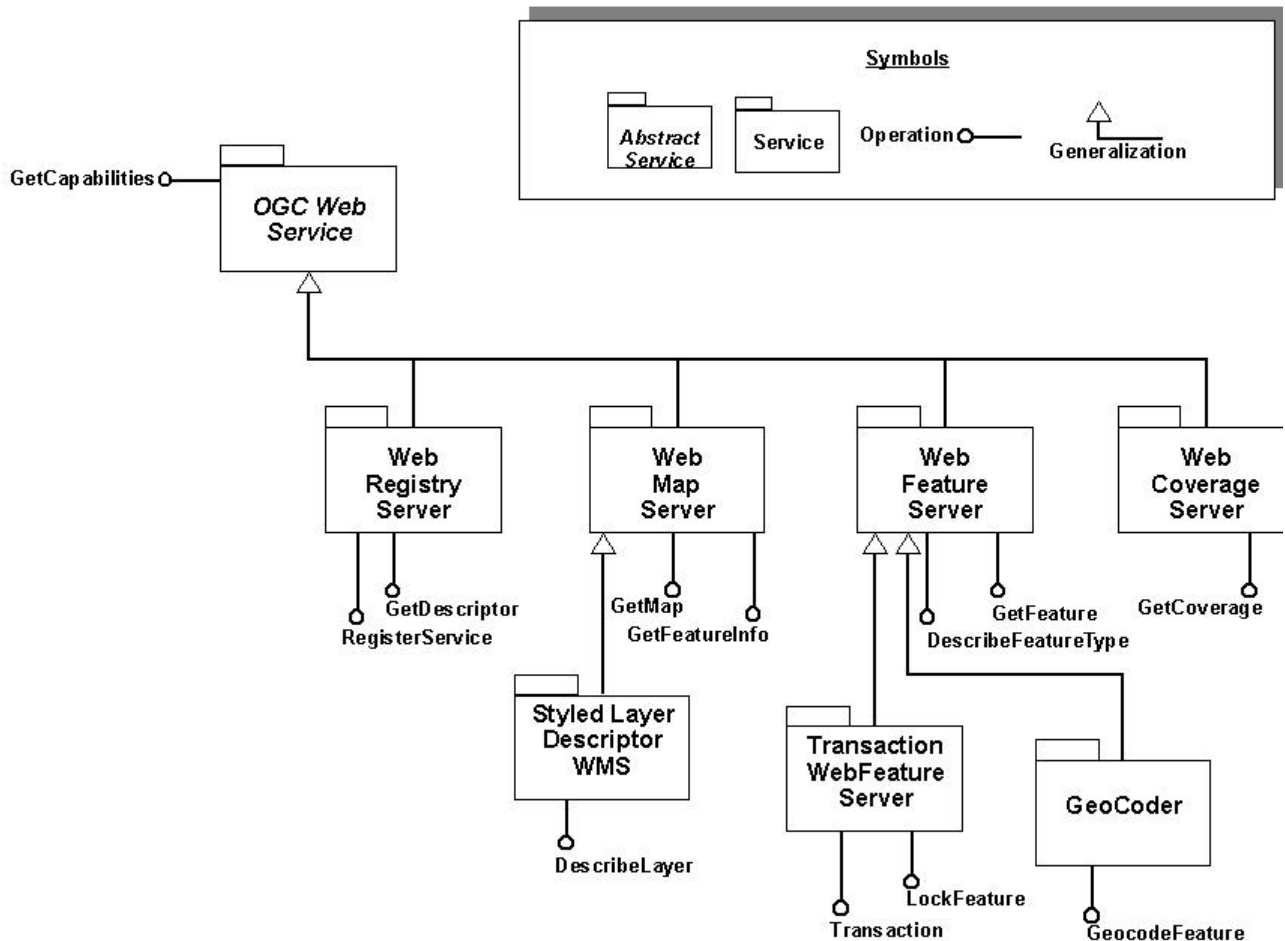 Symbols
Abstract
Service
Service
Operation
Generalization
GetCapabilities
OGC Web
Service
Web
Registry
Server
Web
Map
Server
Web
Feature
Server
Web
Coverage
Server
GetDescriptor
RegisterService
GetMap
GetFeatureInfo
GetFeature
DescribeFeatureType
GetCoverage
Styled Layer
Descriptor
WMS
Transaction
WebFeature
Server
GeoCoder
DescribeLayer
LockFeature
Transaction
GeocodeFeature